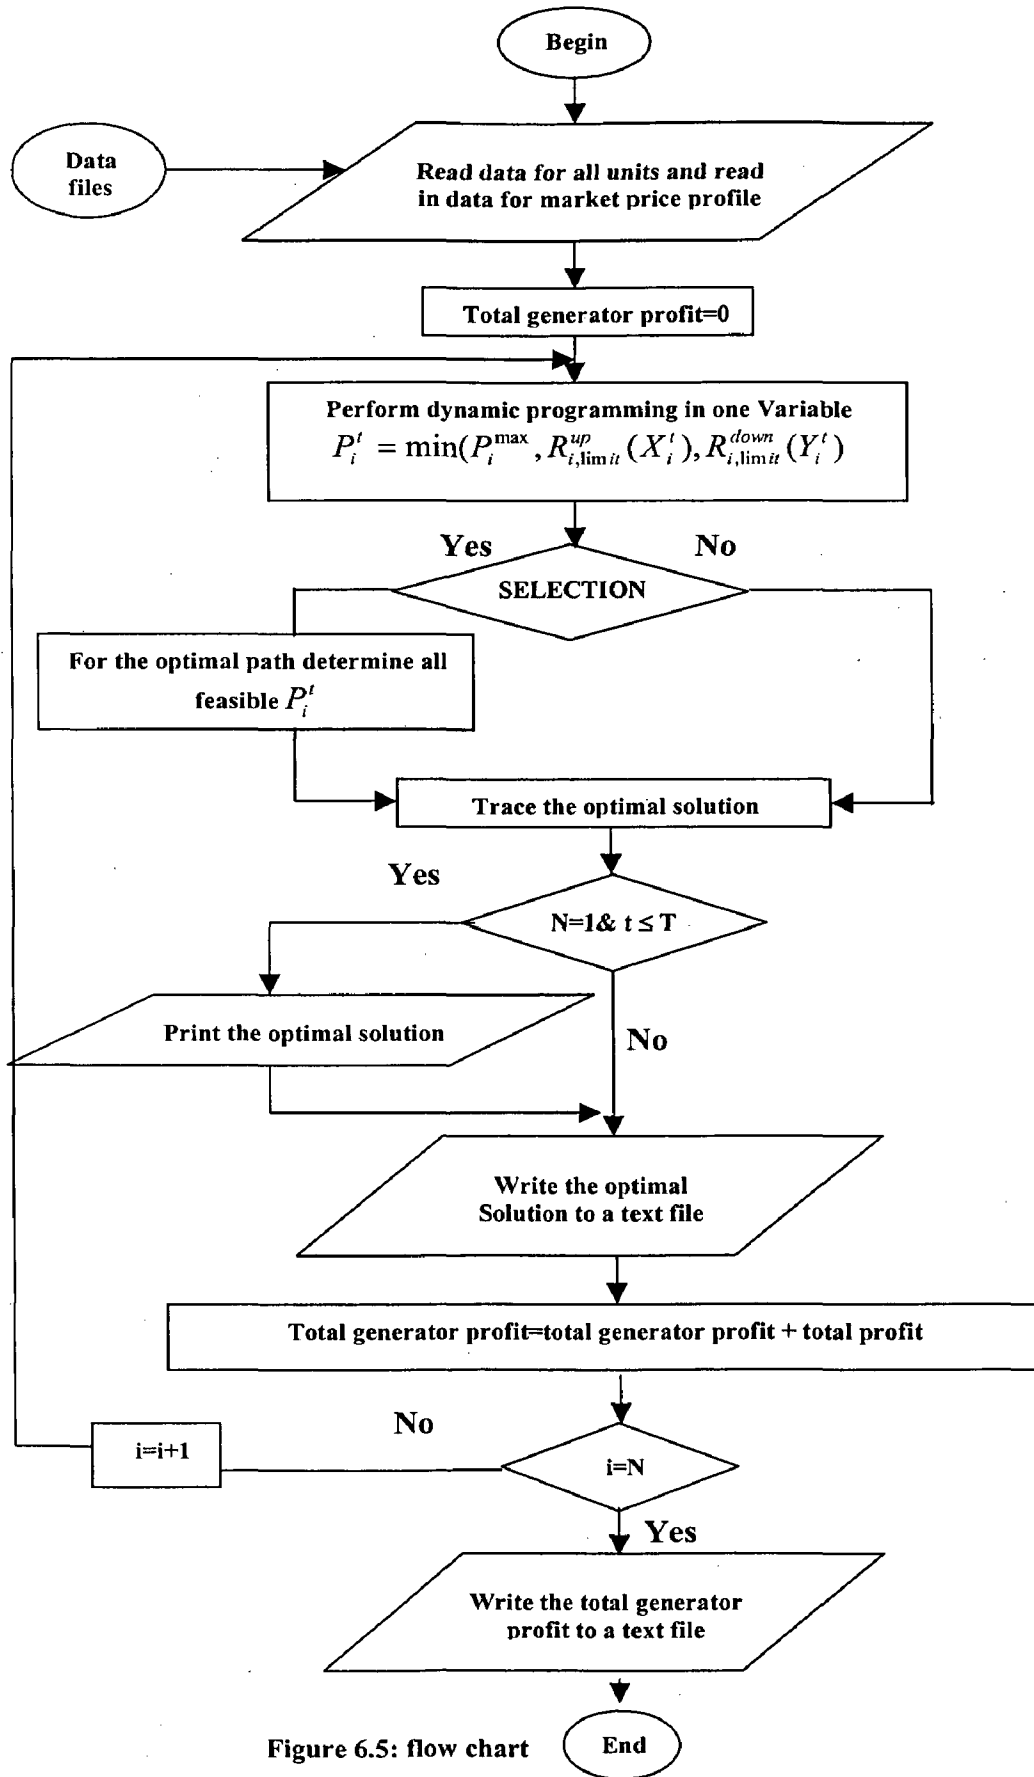 Begin
Data
files
Read data for all units and read
in data for market price profile
Total generator profit=0
Perform dynamic programming in one Variable
$P_i^t = \min(P_i^{\max}, R_{i,\text{limit}}^{up}(X_i^t), R_{i,\text{limit}}^{down}(Y_i^t)$
Yes
No
SELECTION
For the optimal path determine all
feasible $P_i^t$
Trace the optimal solution
Yes
N=1& t ≤ T
Print the optimal solution
No
Write the optimal
Solution to a text file
Total generator profit=total generator profit + total profit
No
i=i+1
i=N
Yes
Write the total generator
profit to a text file
Figure 6.5: flow chart
End